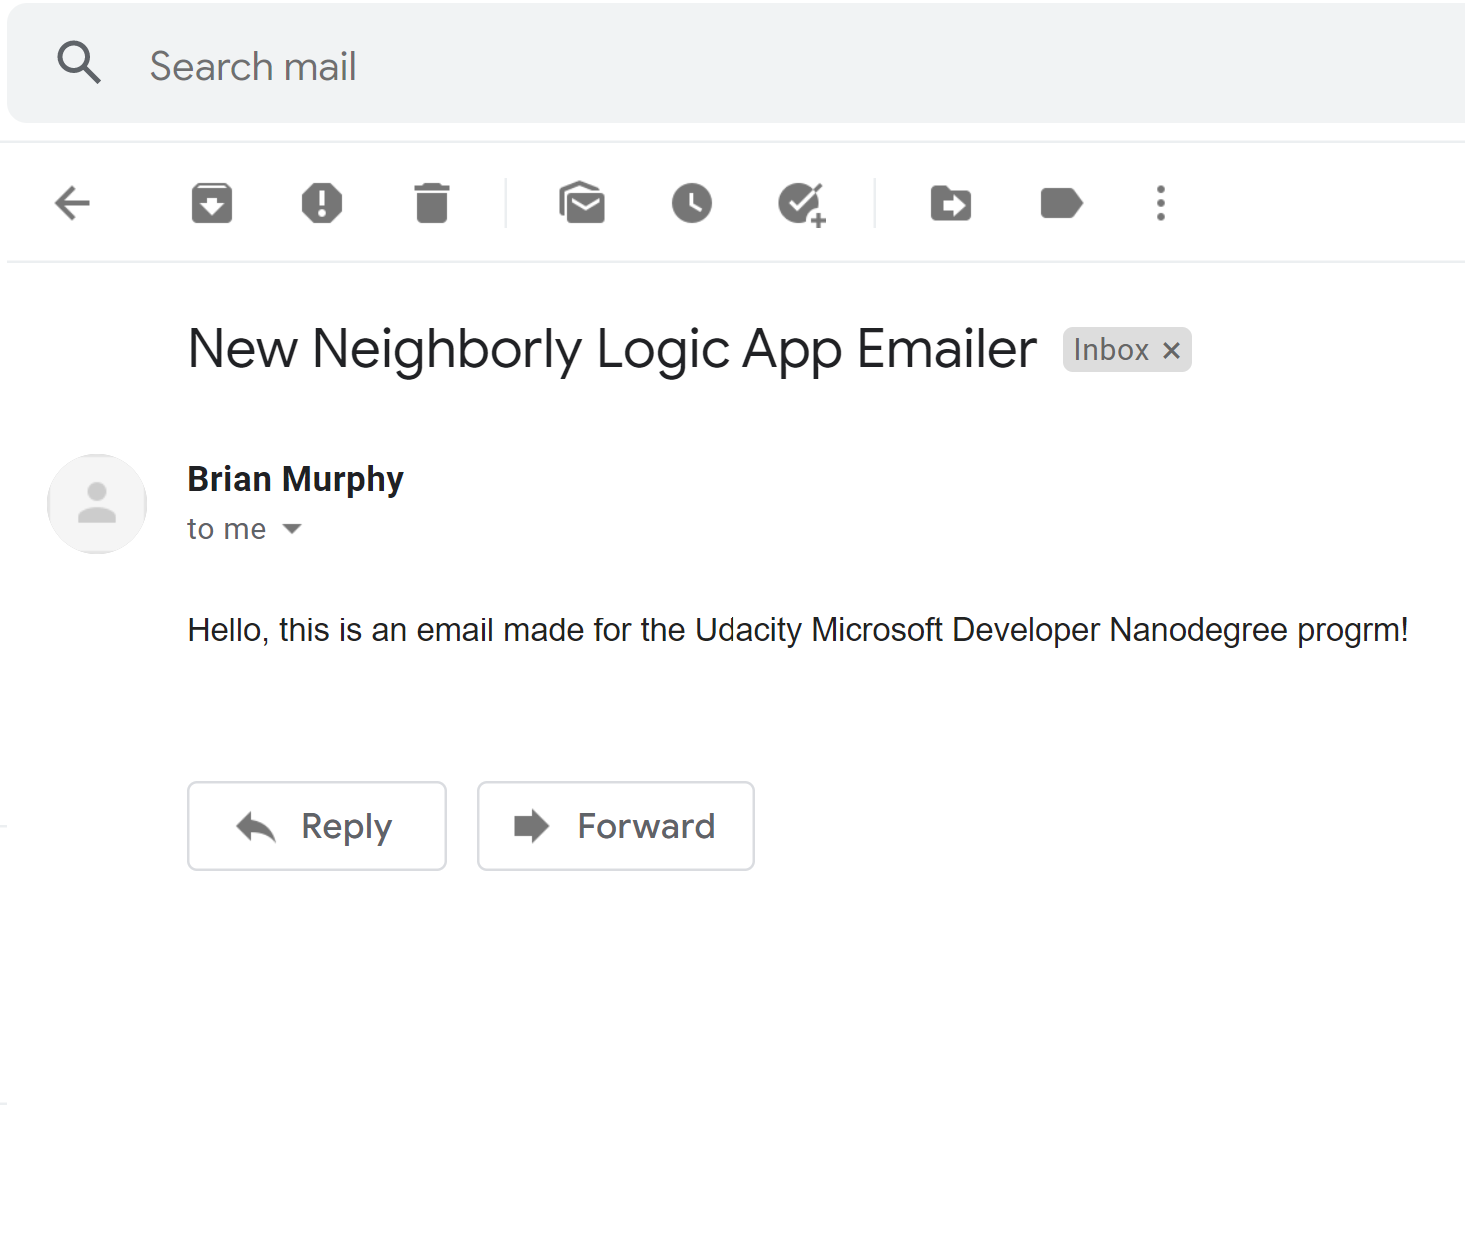 Search mail
New Neighborly Logic App Emailer Inbox ×
Brian Murphy
to me
Hello, this is an email made for the Udacity Microsoft Developer Nanodegree progrm!
Reply Forward